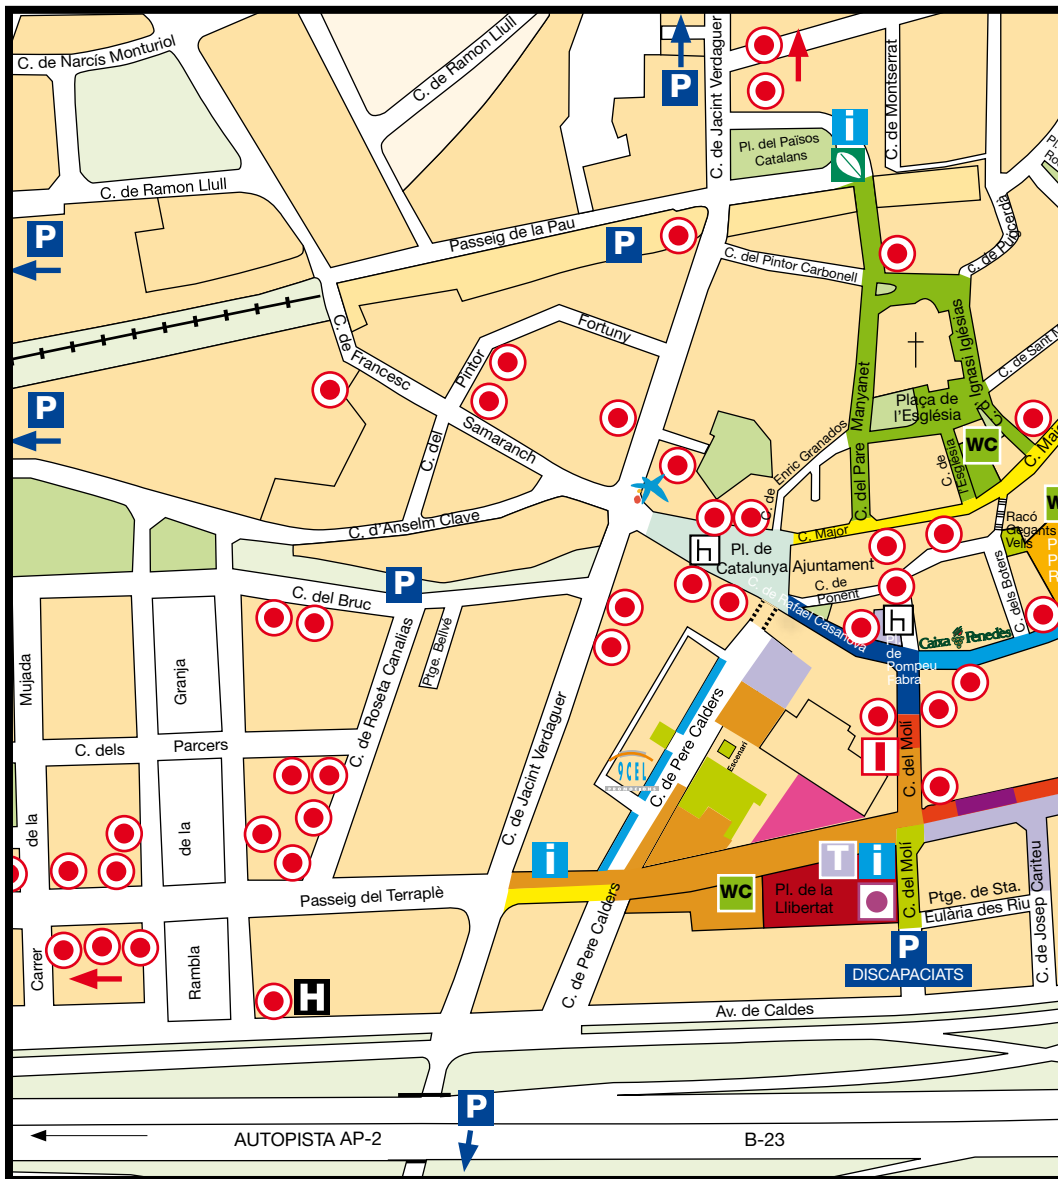 C. de Narcís Monturiol
C. de Ramon Llull
P
C. de Jacint Verdaguer
C. de Montserrat
i
Pl. del Països
Catalans
C. de Ramon Llull
P
Passeig de la Pau
P
C. de Puigcerdà
C. del Pintor Carbonell
C. de Francesc
Samaranch
C. del
Pintor
Fortuny
C. d' Ignasi Iglésias
C. de Sant
P
Plaça de
l'Església
C. del Pare Manyanet
C. de Enric Granados
C. de
l'Església
WC
C. Major
C. d'Anselm Clave
C. Major
Racó
Gegants
Vells
Pl. de
Catalunya
Ajuntament
C. de
Ponent
C. dels Boters
P
C. del Bruc
Ptge. Bellvé
C. de Rafael Casanova
Pl.
de
Pompeu
Fabra
Caixa Penedès
Mujada
Granja
C. de Roseta Canalias
C. dels
Parcers
C. de Jacint Verdaguer
C. de Pere Calders
Escenari
9CEL
C. del Molí
de la
de la
i
T
i
WC
Pl. de la
Llibertat
C. del Molí
Passeig del Terraplè
C. de Pere Calders
Ptge. de Sta.
Eulària des Riu
C. de Josep Cariteu
P
DISCAPACIATS
Carrer
Rambla
H
Av. de Caldes
P
AUTOPISTA AP-2
B-23